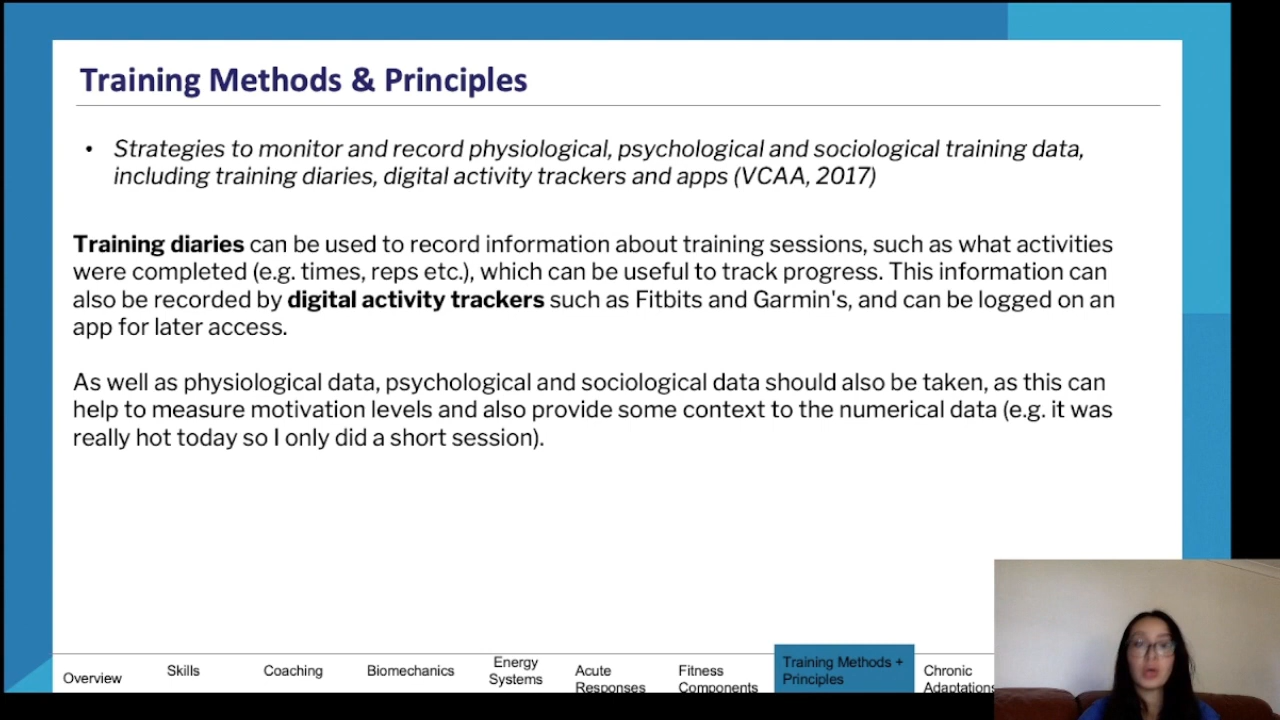 Training Methods & Principles
• Strategies to monitor and record physiological, psychological and sociological training data,
including training diaries, digital activity trackers and apps (VCAA, 2017)
Training diaries can be used to record information about training sessions, such as what activities
were completed (e.g. times, reps etc.), which can be useful to track progress. This information can
also be recorded by digital activity trackers such as Fitbits and Garmin's, and can be logged on an
app for later access.
As well as physiological data, psychological and sociological data should also be taken, as this can
help to measure motivation levels and also provide some context to the numerical data (e.g. it was
really hot today so I only did a short session).
Overview
Skills
Coaching
Biomechanics
Energy
Systems
Acute
Responses
Fitness
Components
Training Methods +
Principles
Chronic
Adaptations